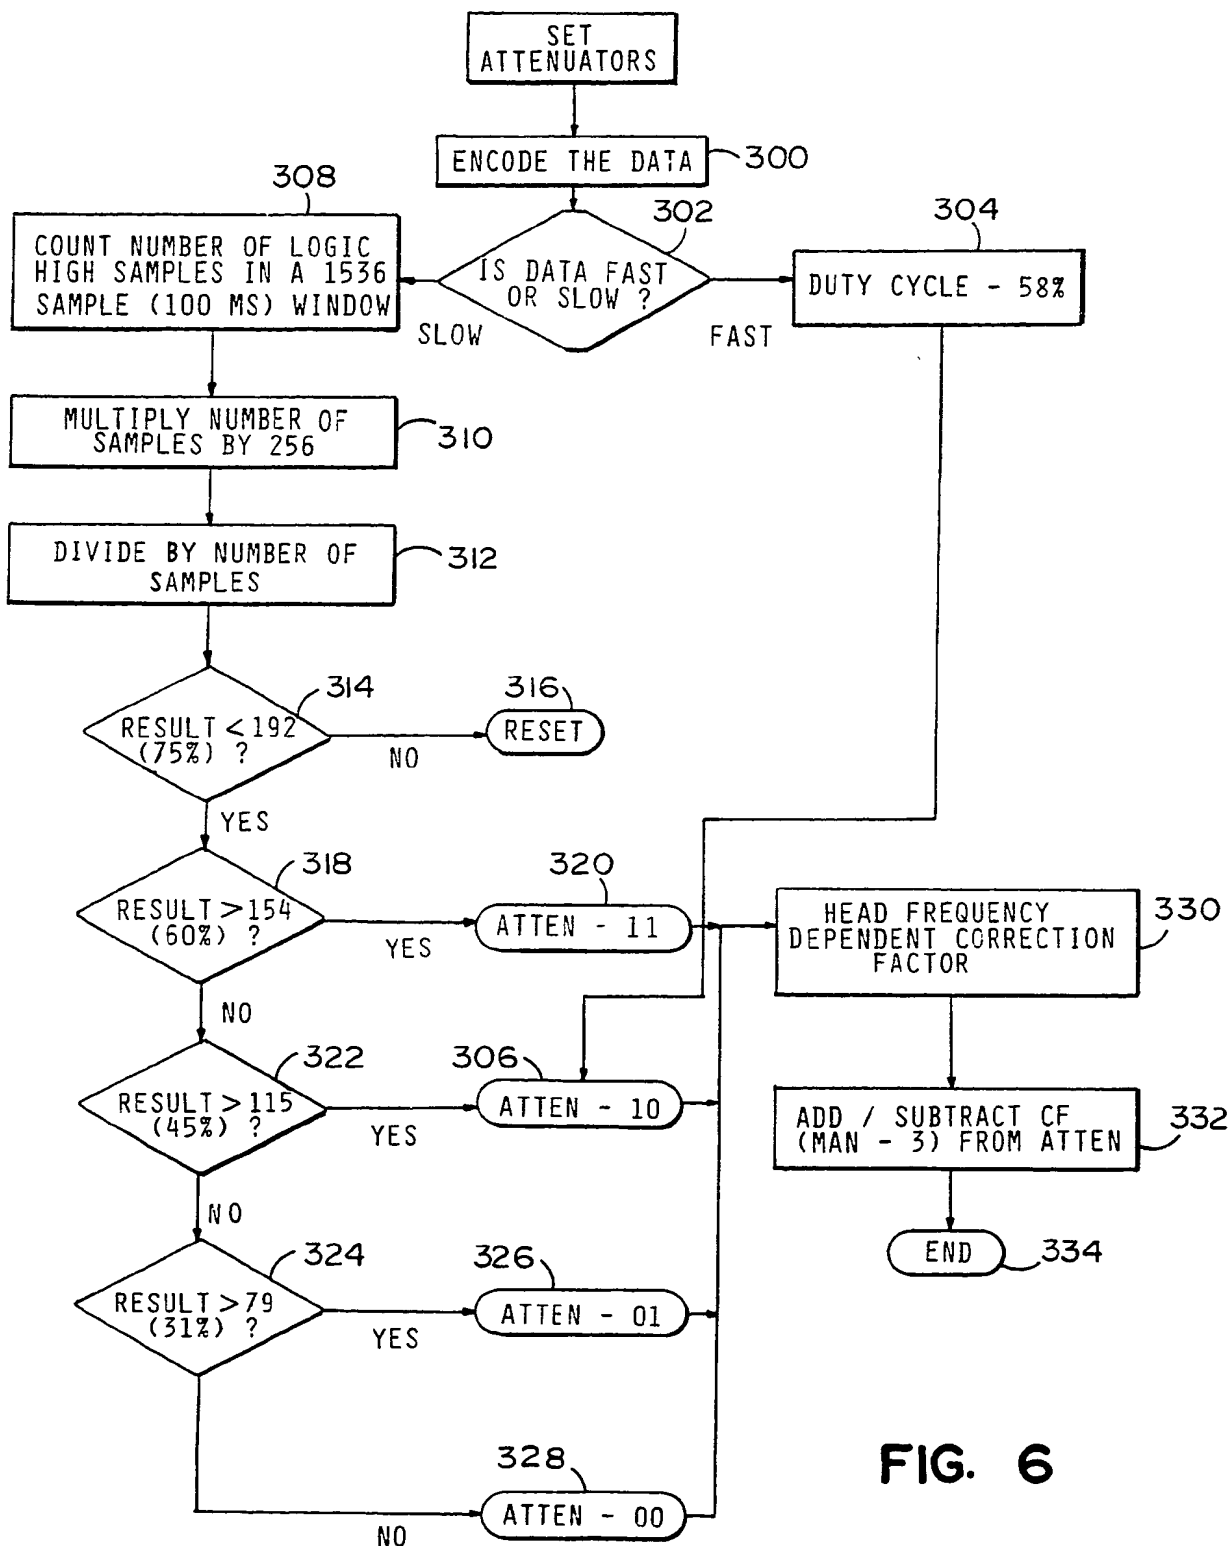 SET
ATTENUATORS
ENCODE THE DATA
300
308
302
304
COUNT NUMBER OF LOGIC
HIGH SAMPLES IN A 1536
SAMPLE (100 MS) WINDOW
IS DATA FAST
OR SLOW ?
DUTY CYCLE - 58%
SLOW
FAST
MULTIPLY NUMBER OF
SAMPLES BY 256
310
DIVIDE BY NUMBER OF
SAMPLES
312
314
316
RESULT < 192
(75%) ?
NO
RESET
YES
318
320
RESULT > 154
(60%) ?
YES
ATTEN - 11
HEAD FREQUENCY
DEPENDENT CORRECTION
FACTOR
330
NO
322
306
RESULT > 115
(45%) ?
YES
ATTEN - 10
ADD / SUBTRACT CF
(MAN - 3) FROM ATTEN
332
NO
324
326
END
334
RESULT > 79
(31%) ?
YES
ATTEN - 01
328
NO
ATTEN - 00
FIG. 6